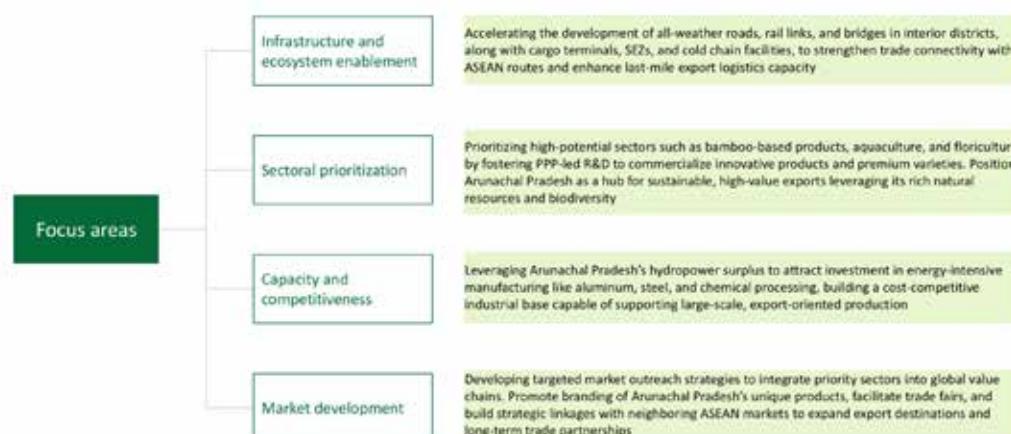 Focus areas
Infrastructure and
ecosystem enablement
Accelerating the development of all-weather roads, rail links, and bridges in interior districts,
along with cargo terminals, SEZs, and cold chain facilities, to strengthen trade connectivity with
ASEAN routes and enhance last-mile export logistics capacity
Sectoral prioritization
Prioritizing high-potential sectors such as bamboo-based products, aquaculture, and floricultur
by fostering PPP-led R&D to commercialize innovative products and premium varieties. Position
Arunachal Pradesh as a hub for sustainable, high-value exports leveraging its rich natural
resources and biodiversity
Capacity and
competitiveness
Leveraging Arunachal Pradesh's hydropower surplus to attract investment in energy-intensive
manufacturing like aluminum, steel, and chemical processing, building a cost-competitive
industrial base capable of supporting large-scale, export-oriented production
Market development
Developing targeted market outreach strategies to integrate priority sectors into global value
chains. Promote branding of Arunachal Pradesh's unique products, facilitate trade fairs, and
build strategic linkages with neighboring ASEAN markets to expand export destinations and
long-term trade partnerships